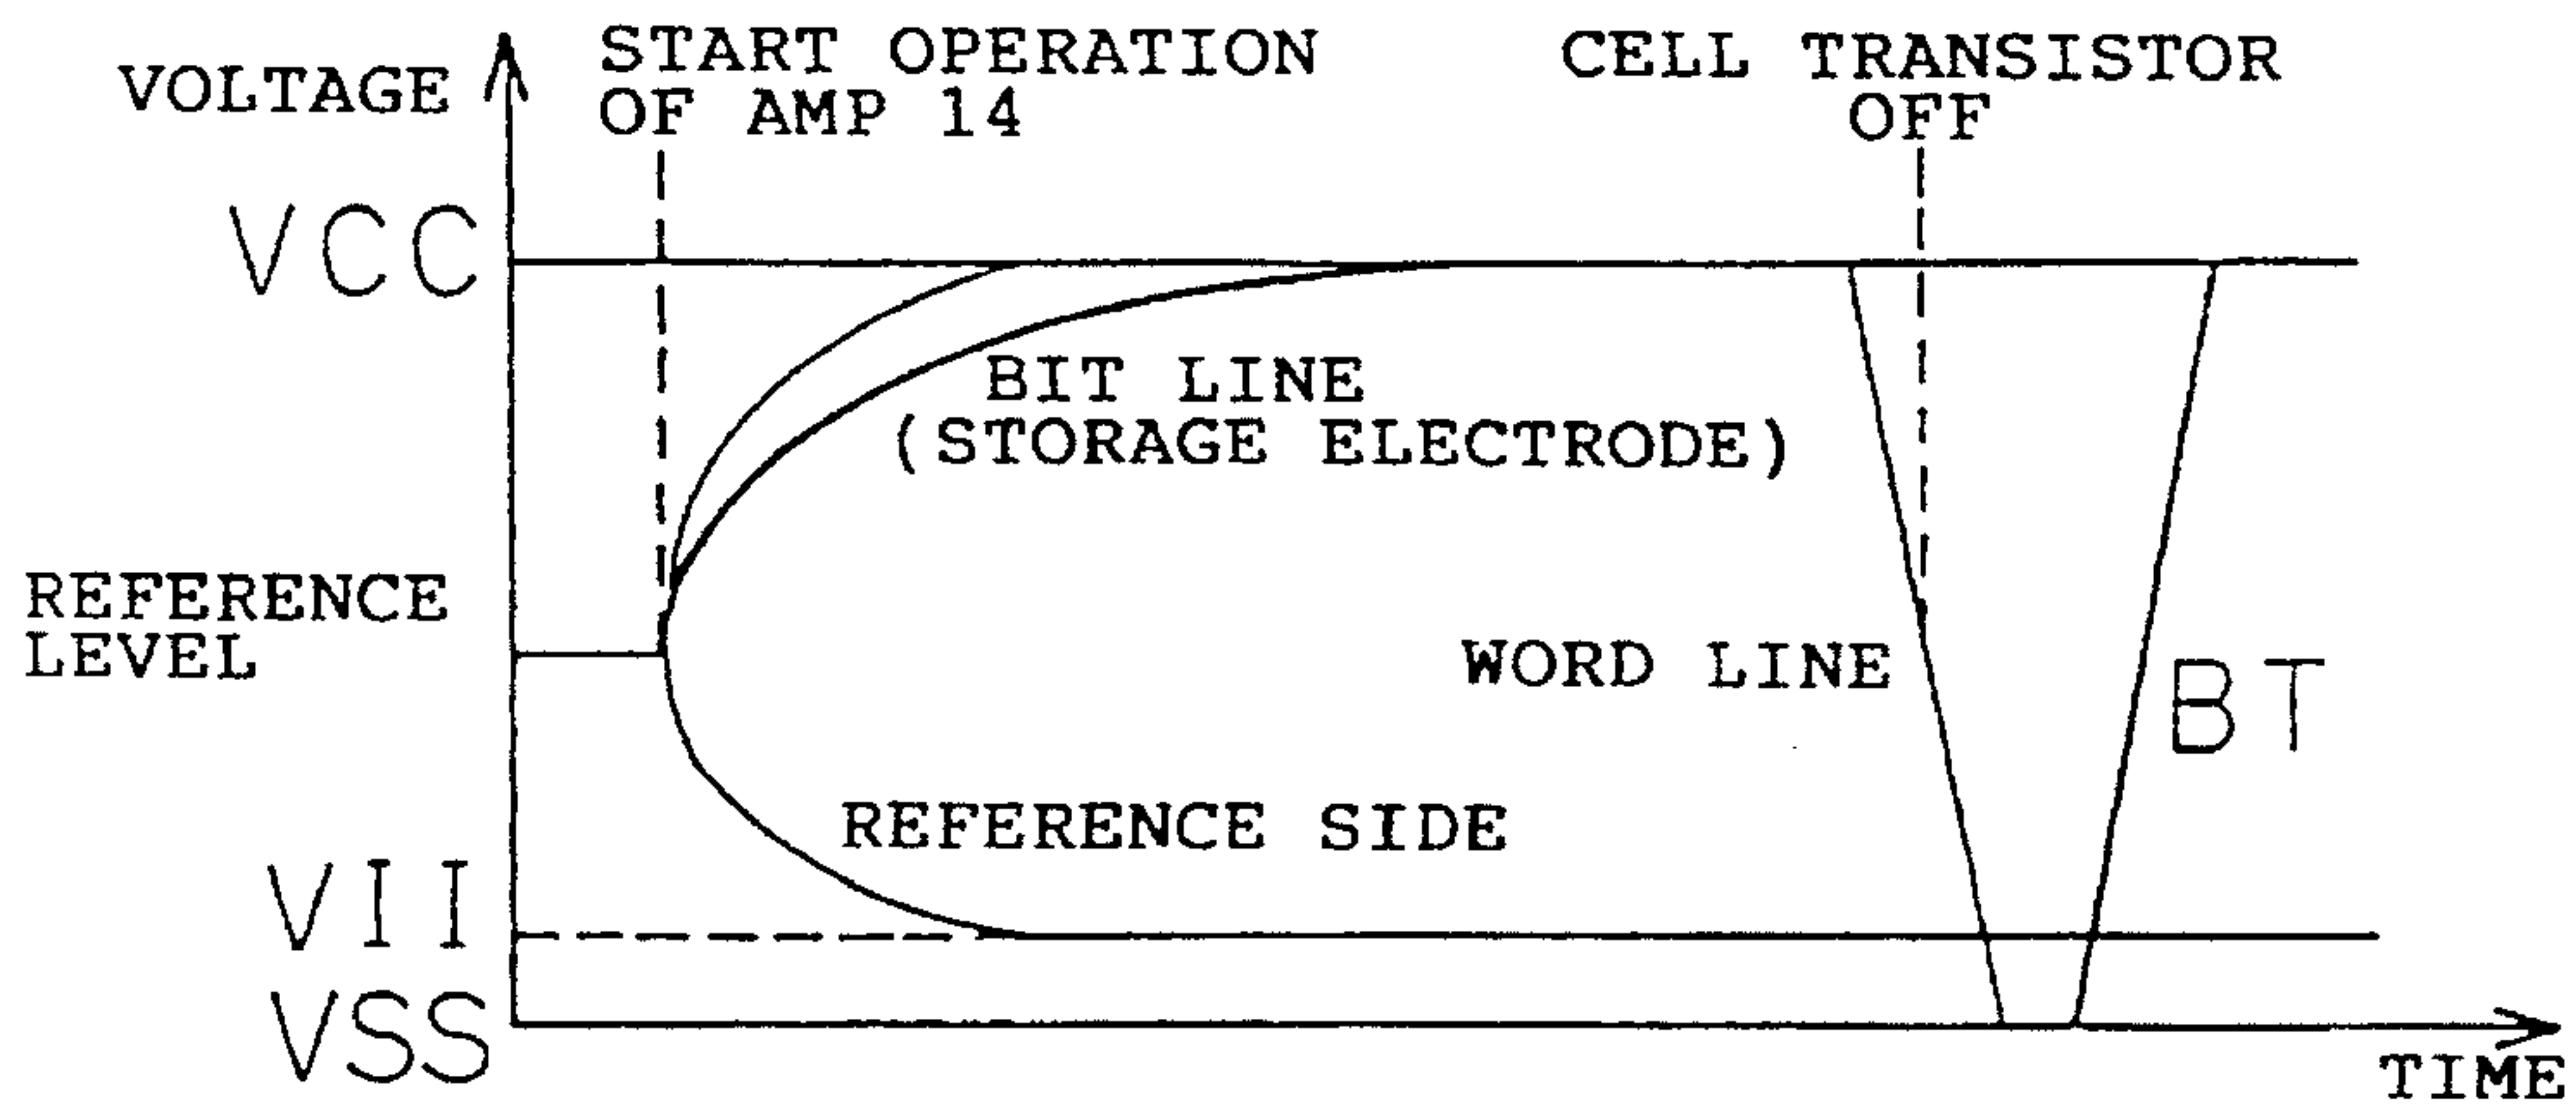 START OPERATION
OF AMP 14
CELL TRANSISTOR
OFF
VOLTAGE
VCC
BIT LINE
(STORAGE ELECTRODE)
REFERENCE
LEVEL
WORD LINE
BT
REFERENCE SIDE
VII
VSS
TIME